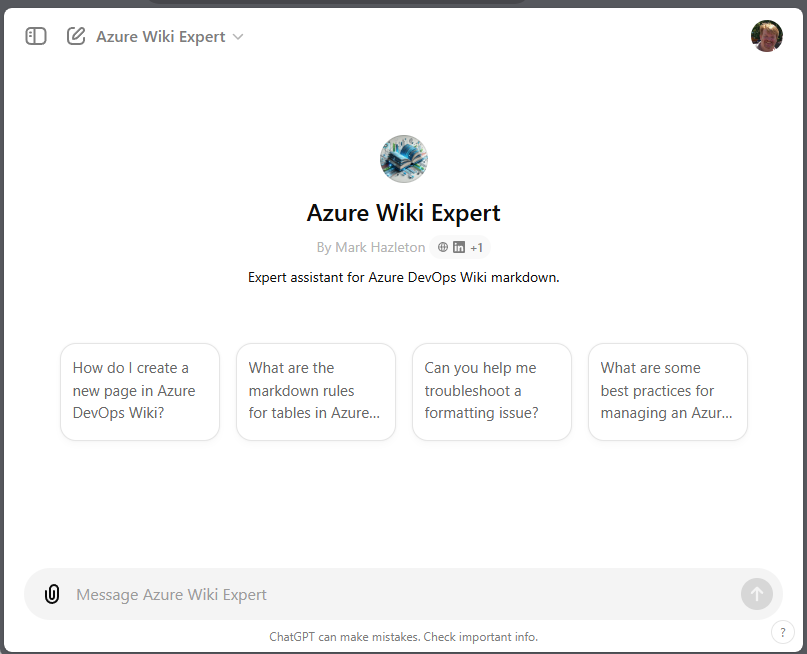 Azure Wiki Expert
Azure Wiki Expert
By Mark Hazleton in +1
Expert assistant for Azure DevOps Wiki markdown.
How do I create a
new page in Azure
DevOps Wiki?
What are the
markdown rules
for tables in Azure...
Can you help me
troubleshoot a
formatting issue?
What are some
best practices for
managing an Azur...
Message Azure Wiki Expert
ChatGPT can make mistakes. Check important info.
?